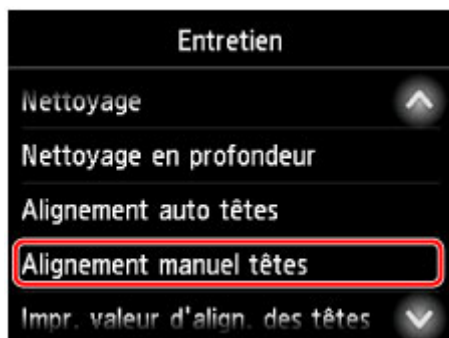 Entretien
Nettoyage
Nettoyage en profondeur
Alignement auto têtes
Alignement manuel têtes
Impr. valeur d'align. des têtes